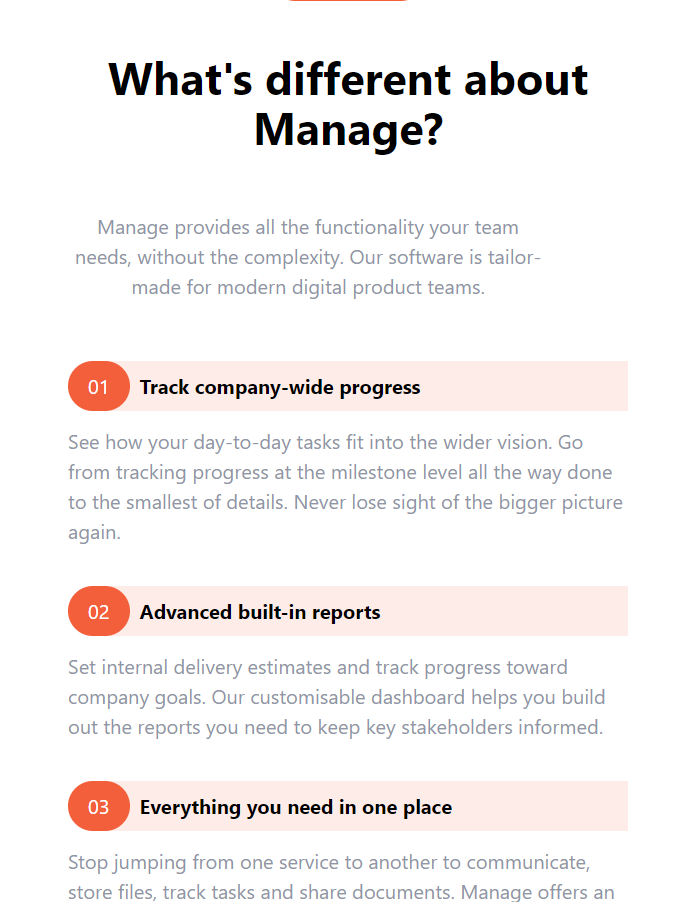 What's different about
Manage?
Manage provides all the functionality your team
needs, without the complexity. Our software is tailor-
made for modern digital product teams.
01 Track company-wide progress
See how your day-to-day tasks fit into the wider vision. Go
from tracking progress at the milestone level all the way done
to the smallest of details. Never lose sight of the bigger picture
again.
02 Advanced built-in reports
Set internal delivery estimates and track progress toward
company goals. Our customisable dashboard helps you build
out the reports you need to keep key stakeholders informed.
03 Everything you need in one place
Stop jumping from one service to another to communicate,
store files, track tasks and share documents. Manage offers an